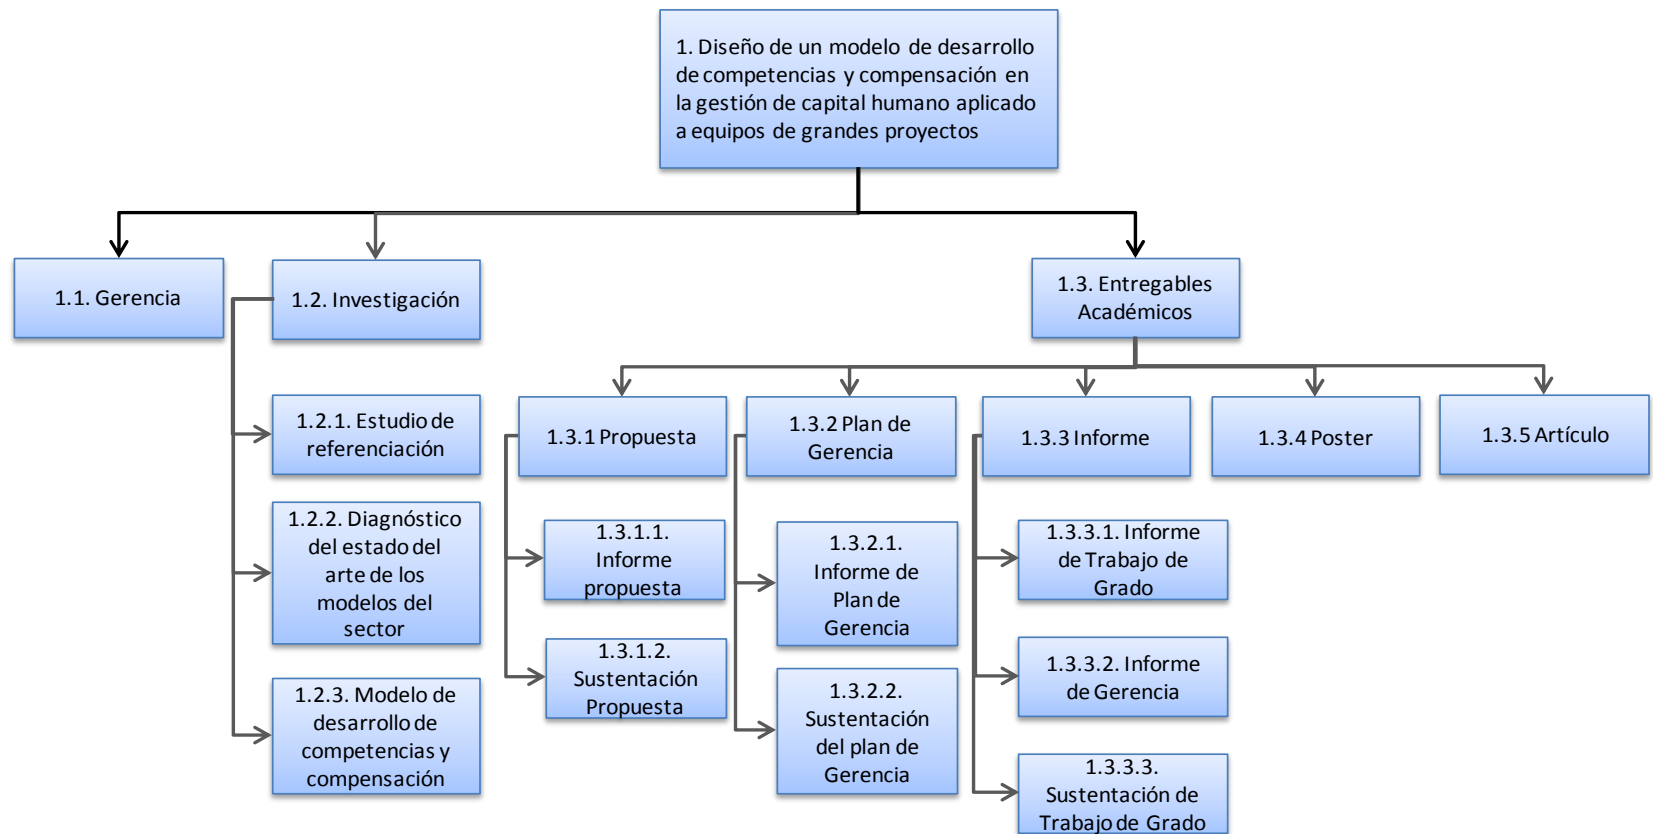 1. Diseño de un modelo de desarrollo
de competencias y compensación en
la gestión de capital humano aplicado
a equipos de grandes proyectos
1.1. Gerencia
1.2. Investigación
1.3. Entregables
Académicos
1.2.1. Estudio de
referenciación
1.2.2. Diagnóstico
del estado del
arte de los
modelos del
sector
1.2.3. Modelo de
desarrollo de
competencias y
compensación
1.3.1 Propuesta
1.3.1.1.
Informe
propuesta
1.3.1.2.
Sustentación
Propuesta
1.3.2 Plan de
Gerencia
1.3.2.1.
Informe de
Plan de
Gerencia
1.3.2.2.
Sustentación
del plan de
Gerencia
1.3.3 Informe
1.3.3.1. Informe
de Trabajo de
Grado
1.3.3.2. Informe
de Gerencia
1.3.3.3.
Sustentación de
Trabajo de Grado
1.3.4 Poster
1.3.5 Artículo